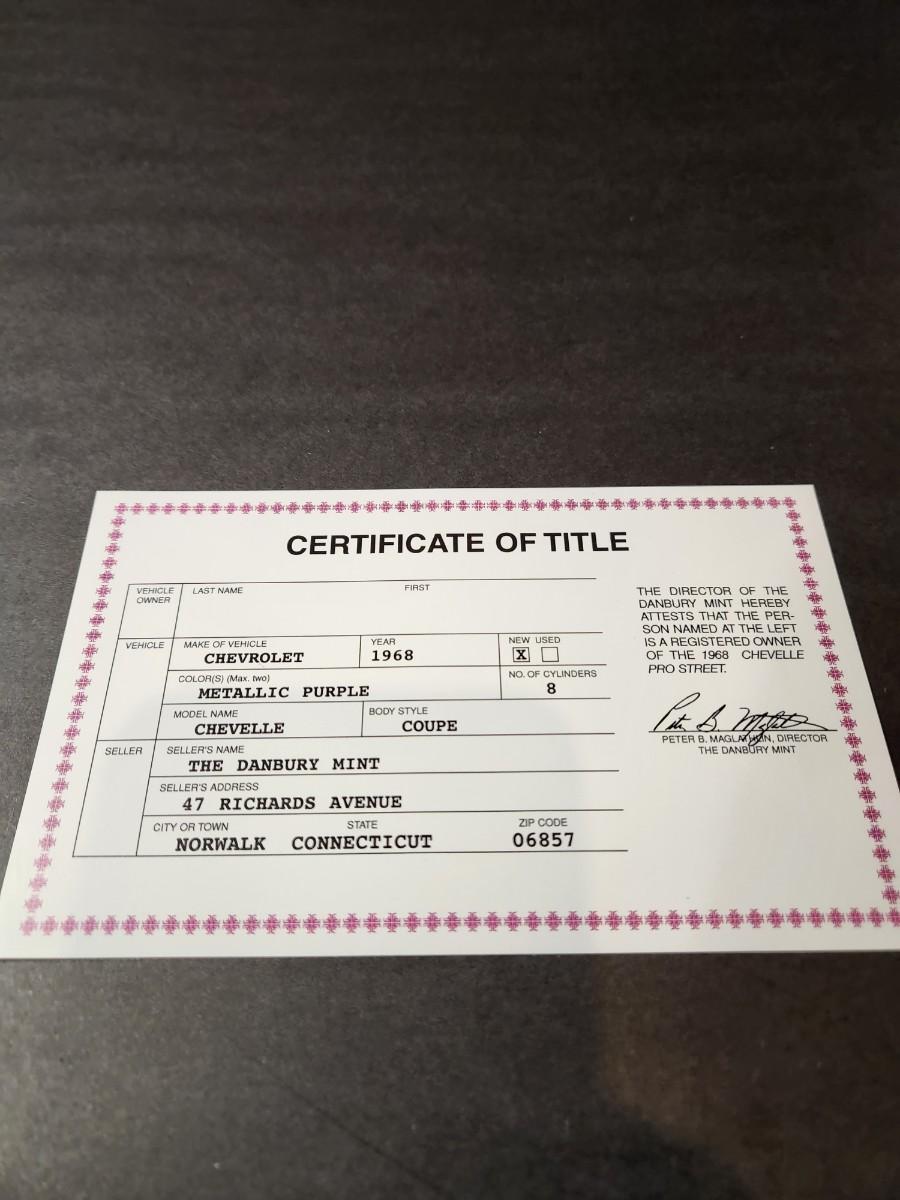 CERTIFICATE OF TITLE
VEHICLE OWNER LAST NAME FIRST
VEHICLE MAKE OF VEHICLE YEAR NEW USED
CHEVROLET 1968 X
COLOR(S) (Max. two) NO. OF CYLINDERS
METALLIC PURPLE 8
MODEL NAME BODY STYLE
CHEVELLE COUPE
SELLER SELLER'S NAME
THE DANBURY MINT
SELLER'S ADDRESS
47 RICHARDS AVENUE
CITY OR TOWN STATE ZIP CODE
NORWALK CONNECTICUT 06857
THE DIRECTOR OF THE
DANBURY MINT HEREBY
ATTESTS THAT THE PER-
SON NAMED AT THE LEFT
IS A REGISTERED OWNER
OF THE 1968 CHEVELLE
PRO STREET.
Peter B. Maglathlin
PETER B. MAGLATHLIN, DIRECTOR
THE DANBURY MINT